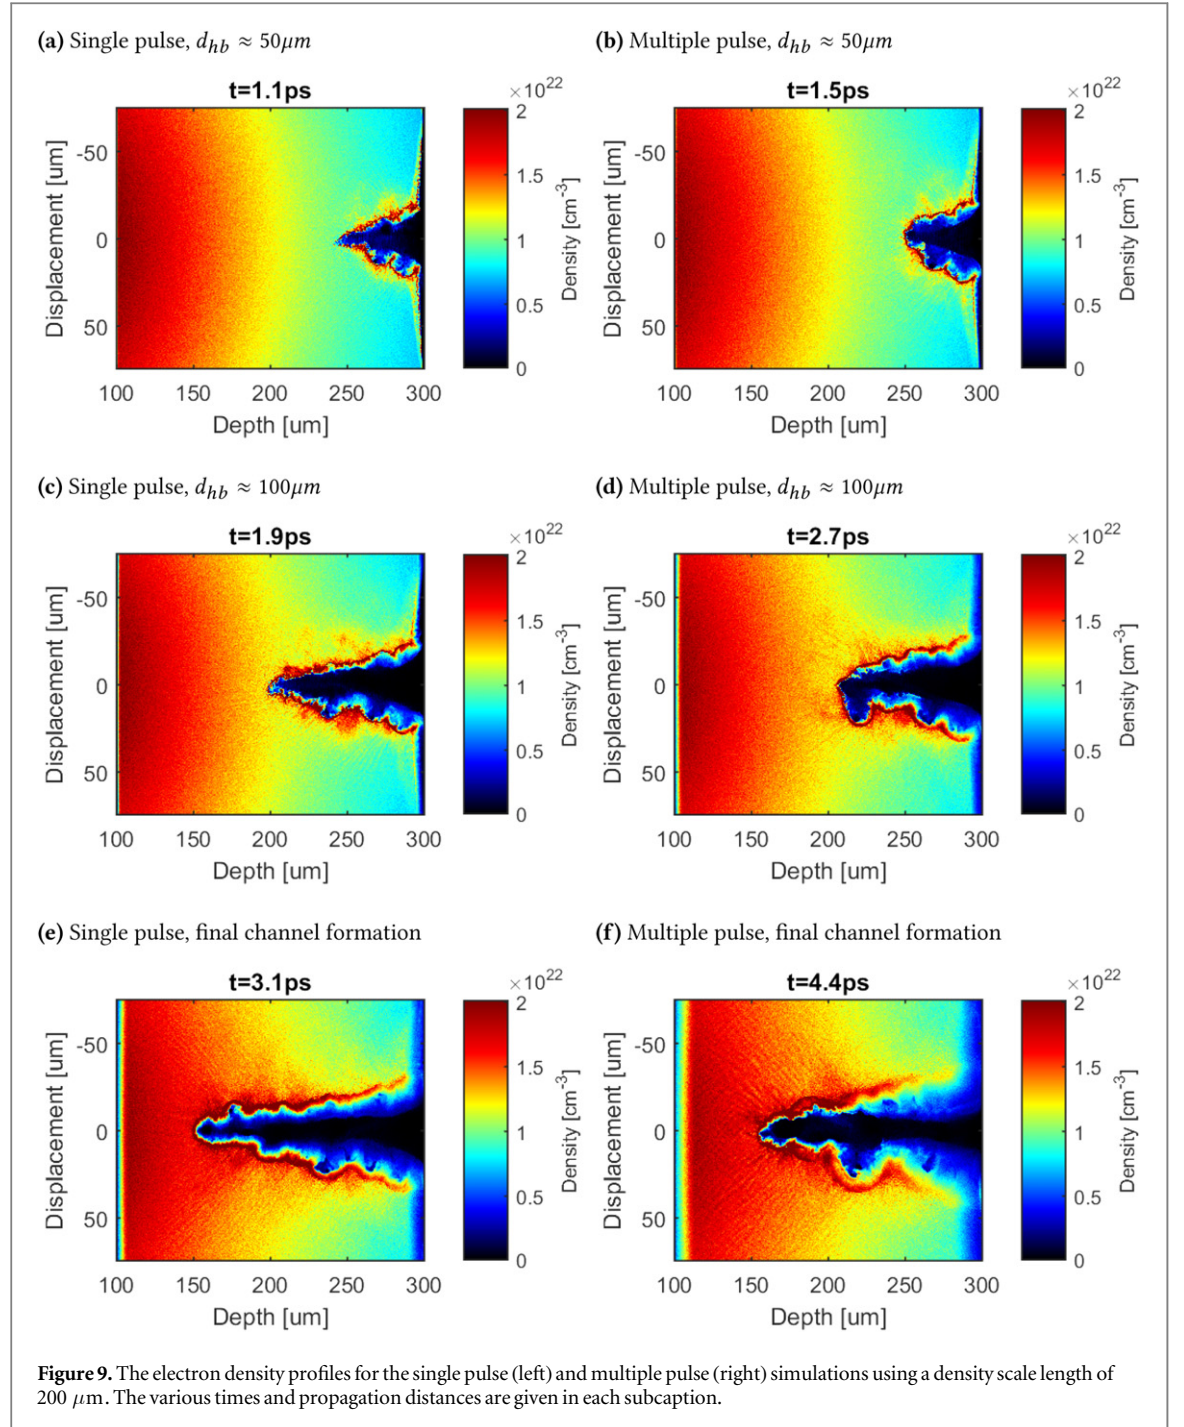 (a) Single pulse, d_hb ≈ 50μm
(b) Multiple pulse, d_hb ≈ 50μm
t=1.1ps
×10^22
2
1.5
1
0.5
0
Density [cm^-3]
-50
0
50
Displacement [um]
100 150 200 250 300
Depth [um]
t=1.5ps
×10^22
2
1.5
1
0.5
0
Density [cm^-3]
-50
0
50
Displacement [um]
100 150 200 250 300
Depth [um]
(c) Single pulse, d_hb ≈ 100μm
(d) Multiple pulse, d_hb ≈ 100μm
t=1.9ps
×10^22
2
1.5
1
0.5
0
Density [cm^-3]
-50
0
50
Displacement [um]
100 150 200 250 300
Depth [um]
t=2.7ps
×10^22
2
1.5
1
0.5
0
Density [cm^-3]
-50
0
50
Displacement [um]
100 150 200 250 300
Depth [um]
(e) Single pulse, final channel formation
(f) Multiple pulse, final channel formation
t=3.1ps
×10^22
2
1.5
1
0.5
0
Density [cm^-3]
-50
0
50
Displacement [um]
100 150 200 250 300
Depth [um]
t=4.4ps
×10^22
2
1.5
1
0.5
0
Density [cm^-3]
-50
0
50
Displacement [um]
100 150 200 250 300
Depth [um]
Figure 9. The electron density profiles for the single pulse (left) and multiple pulse (right) simulations using a density scale length of
200 μm. The various times and propagation distances are given in each subcaption.